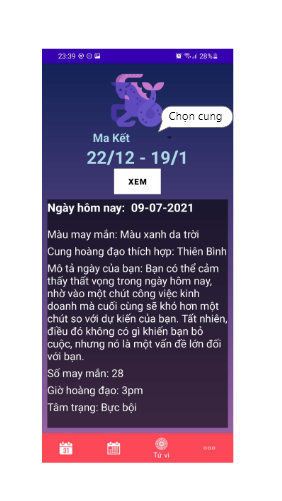 23:39
28%
Chọn cung
Ma Kết
22/12 - 19/1
XEM
Ngày hôm nay: 09-07-2021
Màu may mắn: Màu xanh da trời
Cung hoàng đạo thích hợp: Thiên Bình
Mô tả ngày của bạn: Bạn có thể cảm
thấy thất vọng trong ngày hôm nay,
nhờ vào một chút công việc kinh
doanh mà cuối cùng sẽ khó hơn một
chút so với dự kiến của bạn. Tất nhiên,
điều đó không có gì khiến bạn bỏ
cuộc, nhưng nó là một vấn đề lớn đối
với bạn.
Số may mắn: 28
Giờ hoàng đạo: 3pm
Tâm trạng: Bực bội
31
Tử vi